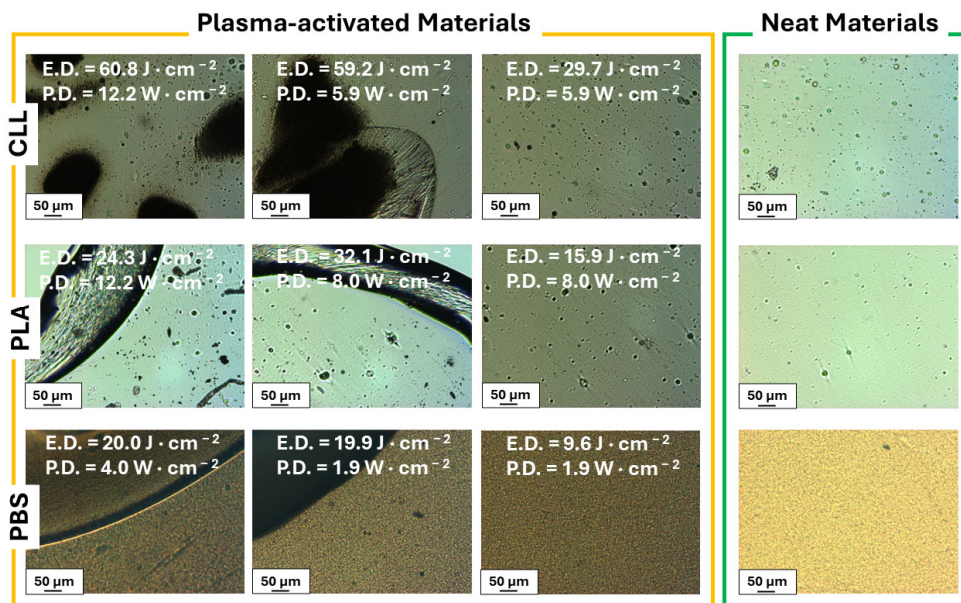 Plasma-activated Materials
Neat Materials
CLL
E.D. = 60.8 J · cm⁻²
P.D. = 12.2 W · cm⁻²
50 µm
E.D. = 59.2 J · cm⁻²
P.D. = 5.9 W · cm⁻²
50 µm
E.D. = 29.7 J · cm⁻²
P.D. = 5.9 W · cm⁻²
50 µm
50 µm
PLA
E.D. = 24.3 J · cm⁻²
P.D. = 12.2 W · cm⁻²
50 µm
E.D. = 32.1 J · cm⁻²
P.D. = 8.0 W · cm⁻²
50 µm
E.D. = 15.9 J · cm⁻²
P.D. = 8.0 W · cm⁻²
50 µm
50 µm
PBS
E.D. = 20.0 J · cm⁻²
P.D. = 4.0 W · cm⁻²
50 µm
E.D. = 19.9 J · cm⁻²
P.D. = 1.9 W · cm⁻²
50 µm
E.D. = 9.6 J · cm⁻²
P.D. = 1.9 W · cm⁻²
50 µm
50 µm